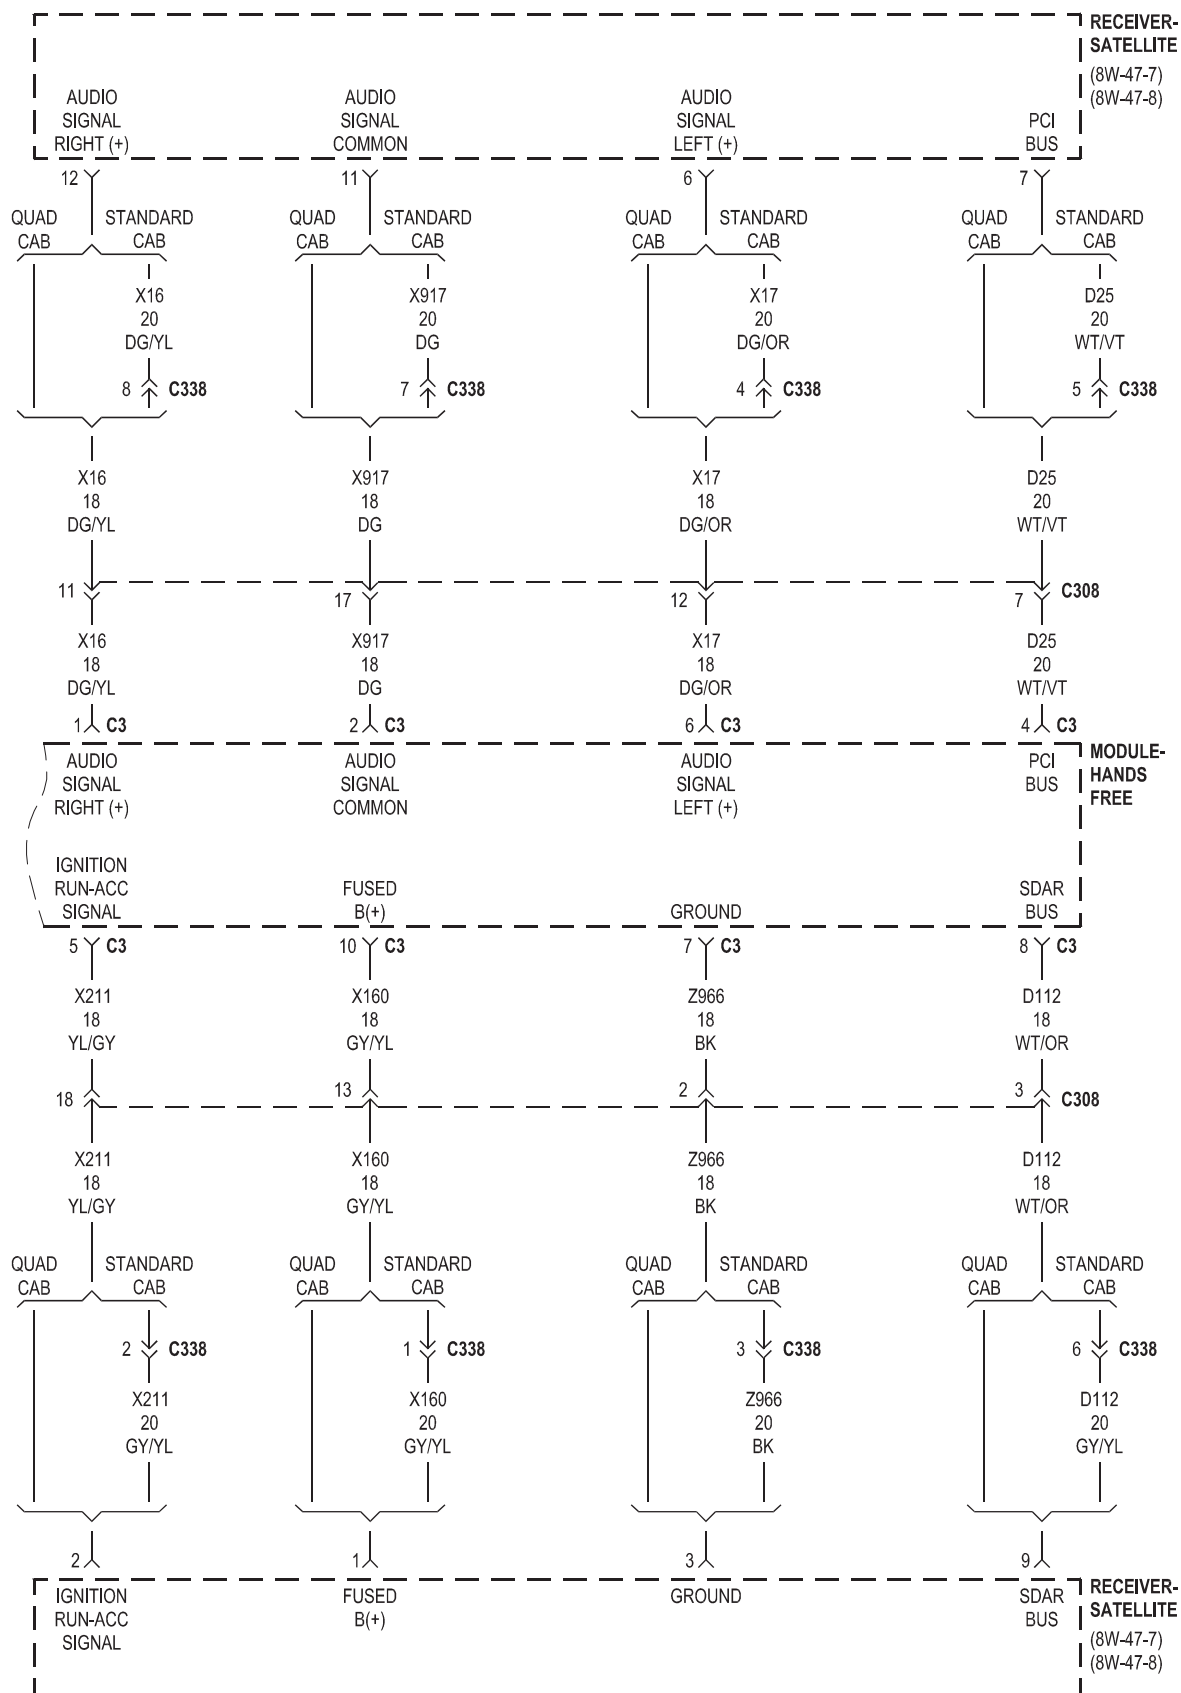 RECEIVER-
SATELLITE
(8W-47-7)
(8W-47-8)
AUDIO AUDIO AUDIO
SIGNAL SIGNAL SIGNAL PCI
RIGHT (+) COMMON LEFT (+) BUS
12 11 6 7
QUAD STANDARD QUAD STANDARD QUAD STANDARD QUAD STANDARD
CAB CAB CAB CAB CAB CAB CAB CAB
X16 X917 X17 D25
20 20 20 20
DG/YL DG DG/OR WT/VT
8 C338 7 C338 4 C338 5 C338
X16 X917 X17 D25
18 18 18 20
DG/YL DG DG/OR WT/VT
11 17 12 7 C308
X16 X917 X17 D25
18 18 18 20
DG/YL DG DG/OR WT/VT
1 C3 2 C3 6 C3 4 C3
MODULE-
HANDS
FREE
AUDIO AUDIO AUDIO PCI
SIGNAL SIGNAL SIGNAL BUS
RIGHT (+) COMMON LEFT (+)
IGNITION
RUN-ACC FUSED SDAR
SIGNAL B(+) GROUND BUS
5 C3 10 C3 7 C3 8 C3
X211 X160 Z966 D112
18 18 18 18
YL/GY GY/YL BK WT/OR
18 13 2 3 C308
X211 X160 Z966 D112
18 18 18 18
YL/GY GY/YL BK WT/OR
QUAD STANDARD QUAD STANDARD QUAD STANDARD QUAD STANDARD
CAB CAB CAB CAB CAB CAB CAB CAB
2 C338 1 C338 3 C338 6 C338
X211 X160 Z966 D112
20 20 20 20
GY/YL GY/YL BK GY/YL
2 1 3 9
IGNITION FUSED GROUND SDAR
RUN-ACC B(+) BUS
SIGNAL
RECEIVER-
SATELLITE
(8W-47-7)
(8W-47-8)